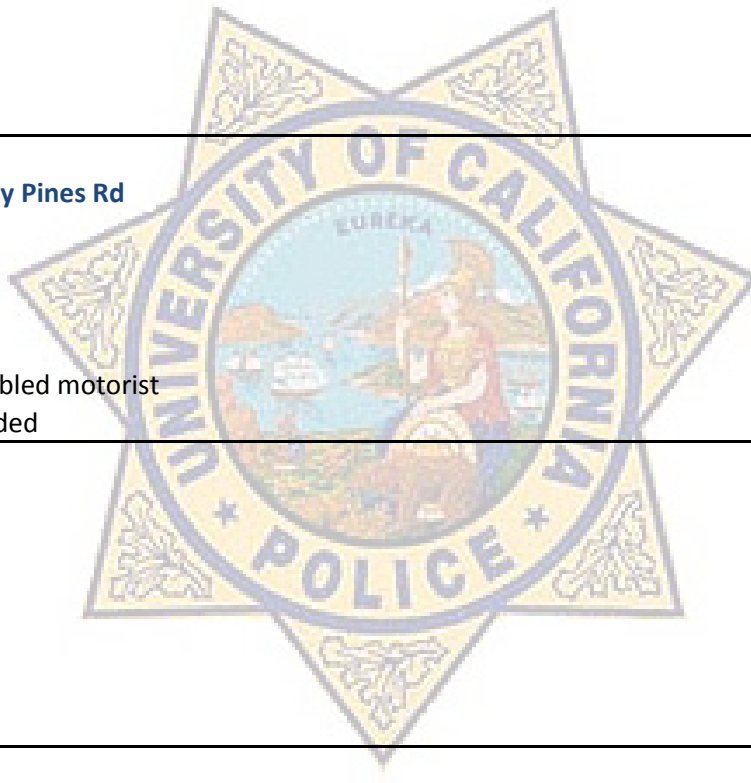 y Pines Rd
bled motorist
ded
UNIVERSITY OF CALIFORNIA
EUREKA
* POLICE *